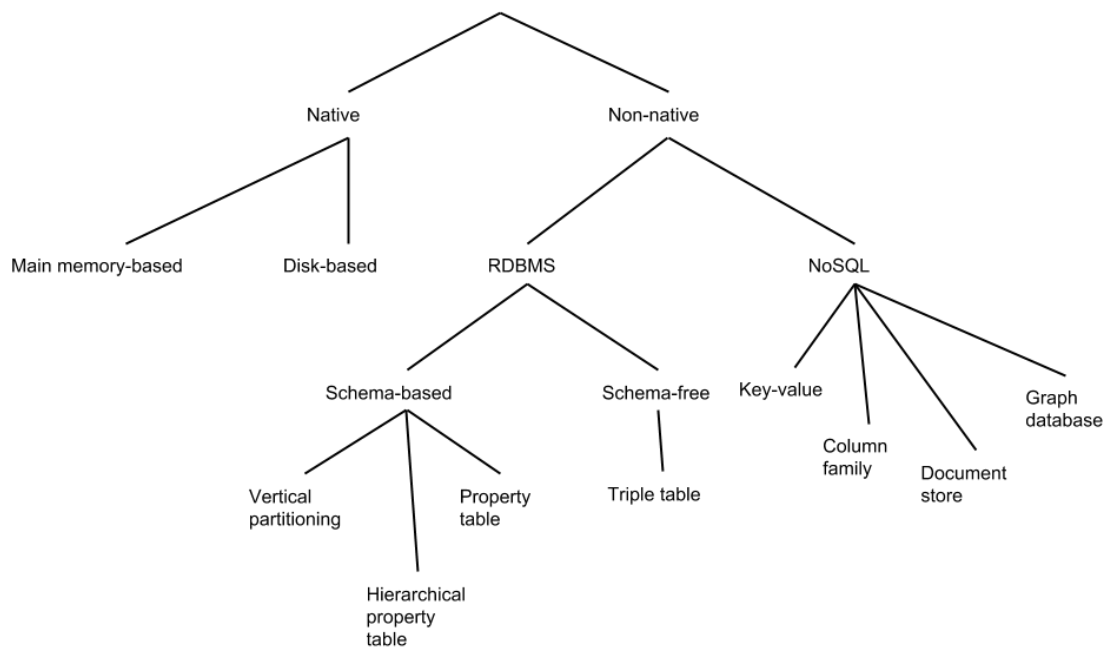 Native
Non-native
Main memory-based
Disk-based
RDBMS
NoSQL
Schema-based
Schema-free
Key-value
Graph
database
Column
family
Document
store
Vertical
partitioning
Property
table
Triple table
Hierarchical
property
table